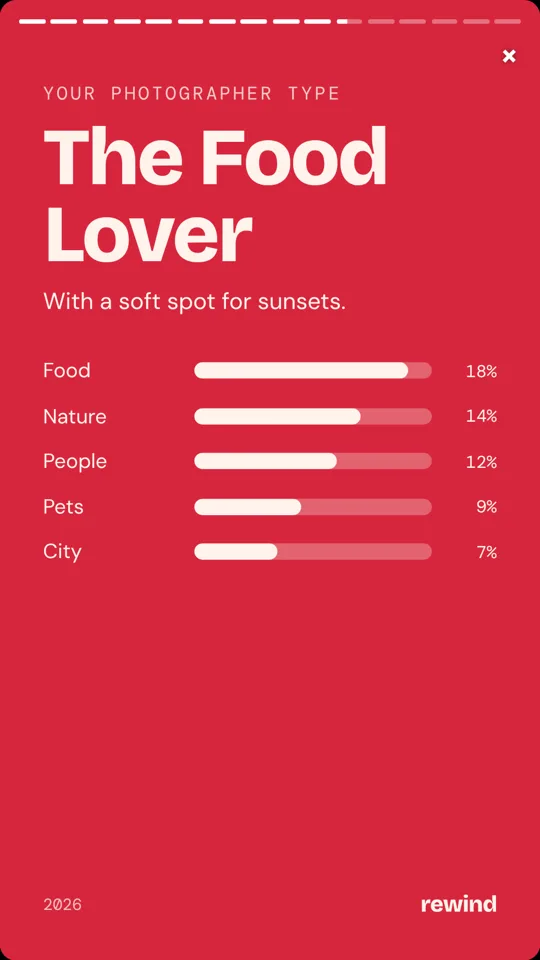 YOUR PHOTOGRAPHER TYPE
The Food
Lover
With a soft spot for sunsets.
Food 18%
Nature 14%
People 12%
Pets 9%
City 7%
2026 rewind